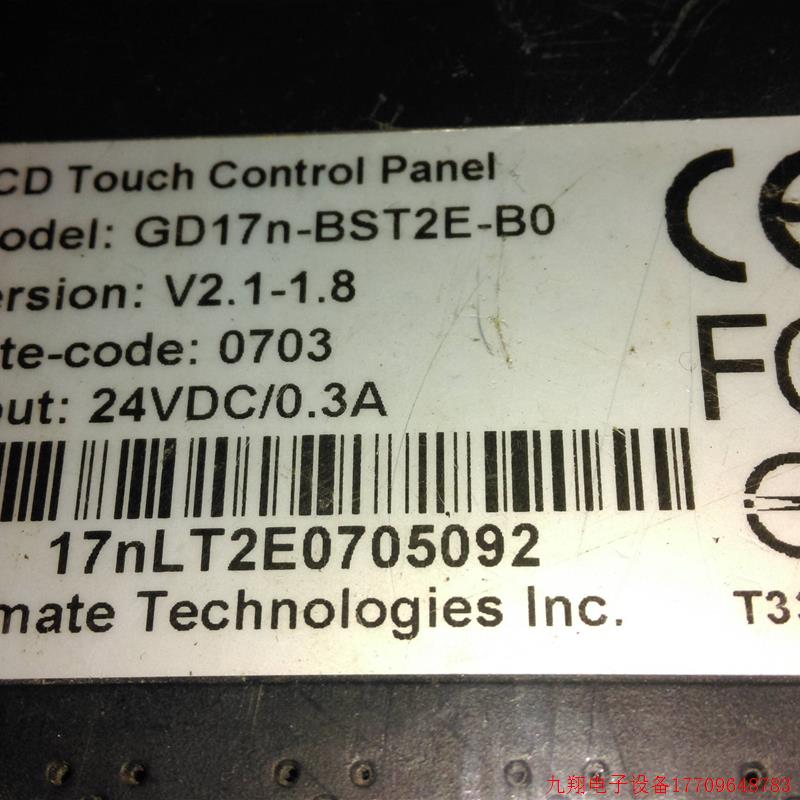 CD Touch Control Panel
odel: GD17n-BST2E-B0
ersion: V2.1-1.8
te-code: 0703
out: 24VDC/0.3A
17nLT2E0705092
mate Technologies Inc.
CE
FC
T33
九翔电子设备17709648783